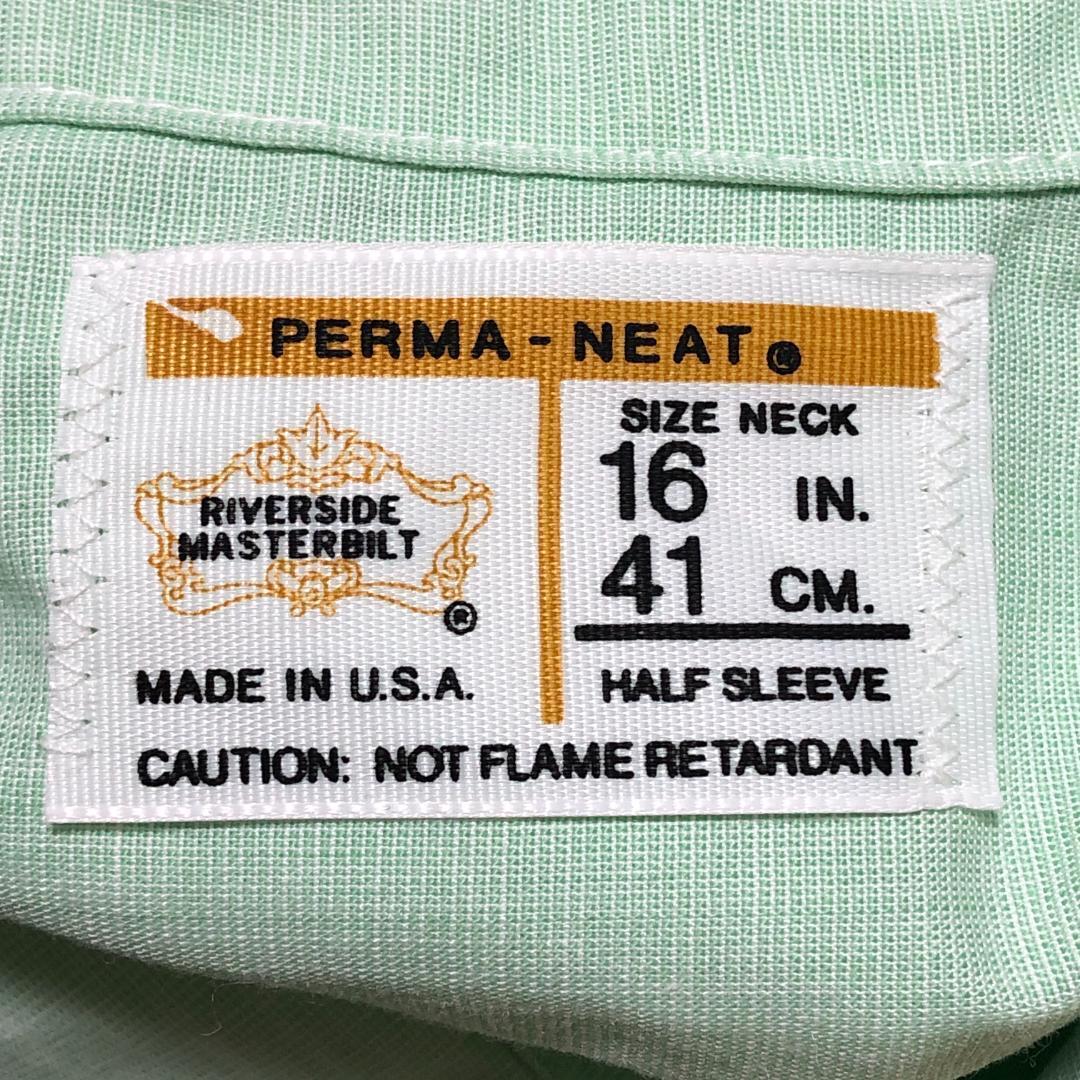 PERMA - NEAT ®
RIVERSIDE
MASTERBILT
®
MADE IN U.S.A.
SIZE NECK
16 IN.
41 CM.
HALF SLEEVE
CAUTION: NOT FLAME RETARDANT